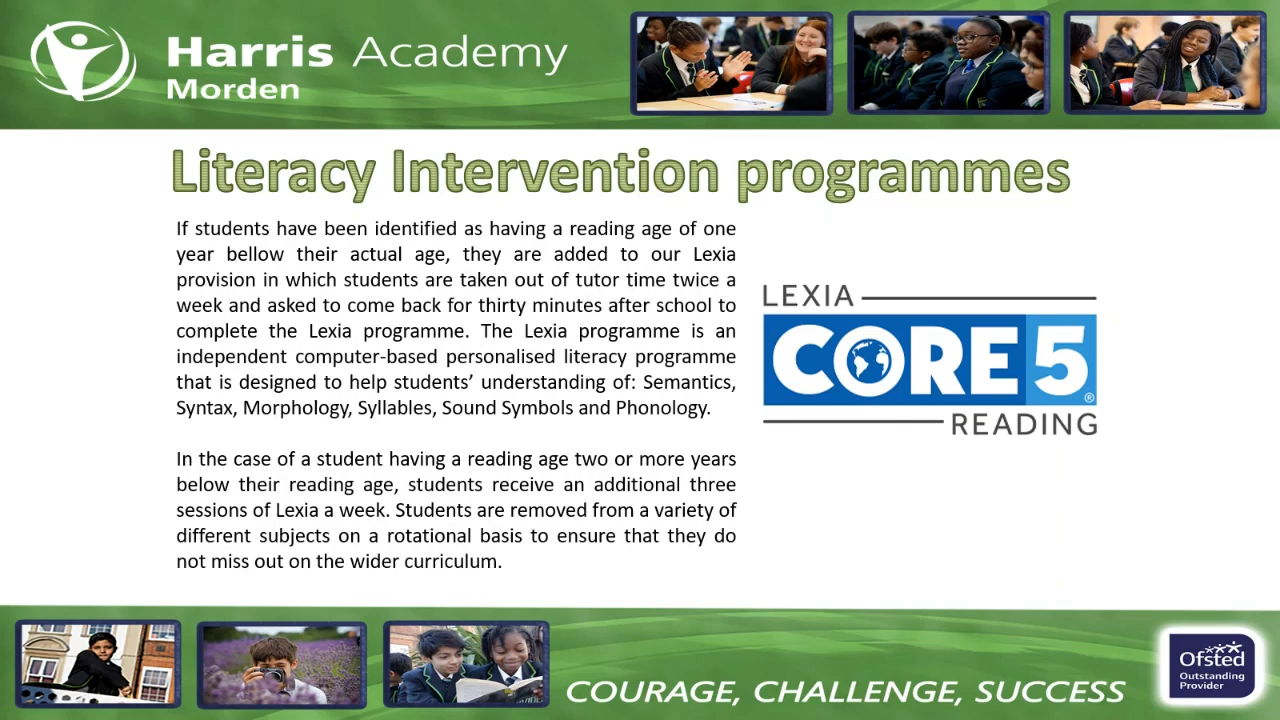 Harris Academy
Morden
Literacy Intervention programmes
If students have been identified as having a reading age of one
year bellow their actual age, they are added to our Lexia
provision in which students are taken out of tutor time twice a
week and asked to come back for thirty minutes after school to
complete the Lexia programme. The Lexia programme is an
independent computer-based personalised literacy programme
that is designed to help students’ understanding of: Semantics,
Syntax, Morphology, Syllables, Sound Symbols and Phonology.
In the case of a student having a reading age two or more years
below their reading age, students receive an additional three
sessions of Lexia a week. Students are removed from a variety of
different subjects on a rotational basis to ensure that they do
not miss out on the wider curriculum.
LEXIA
CORE5®
READING
COURAGE, CHALLENGE, SUCCESS
Ofsted
Outstanding
Provider